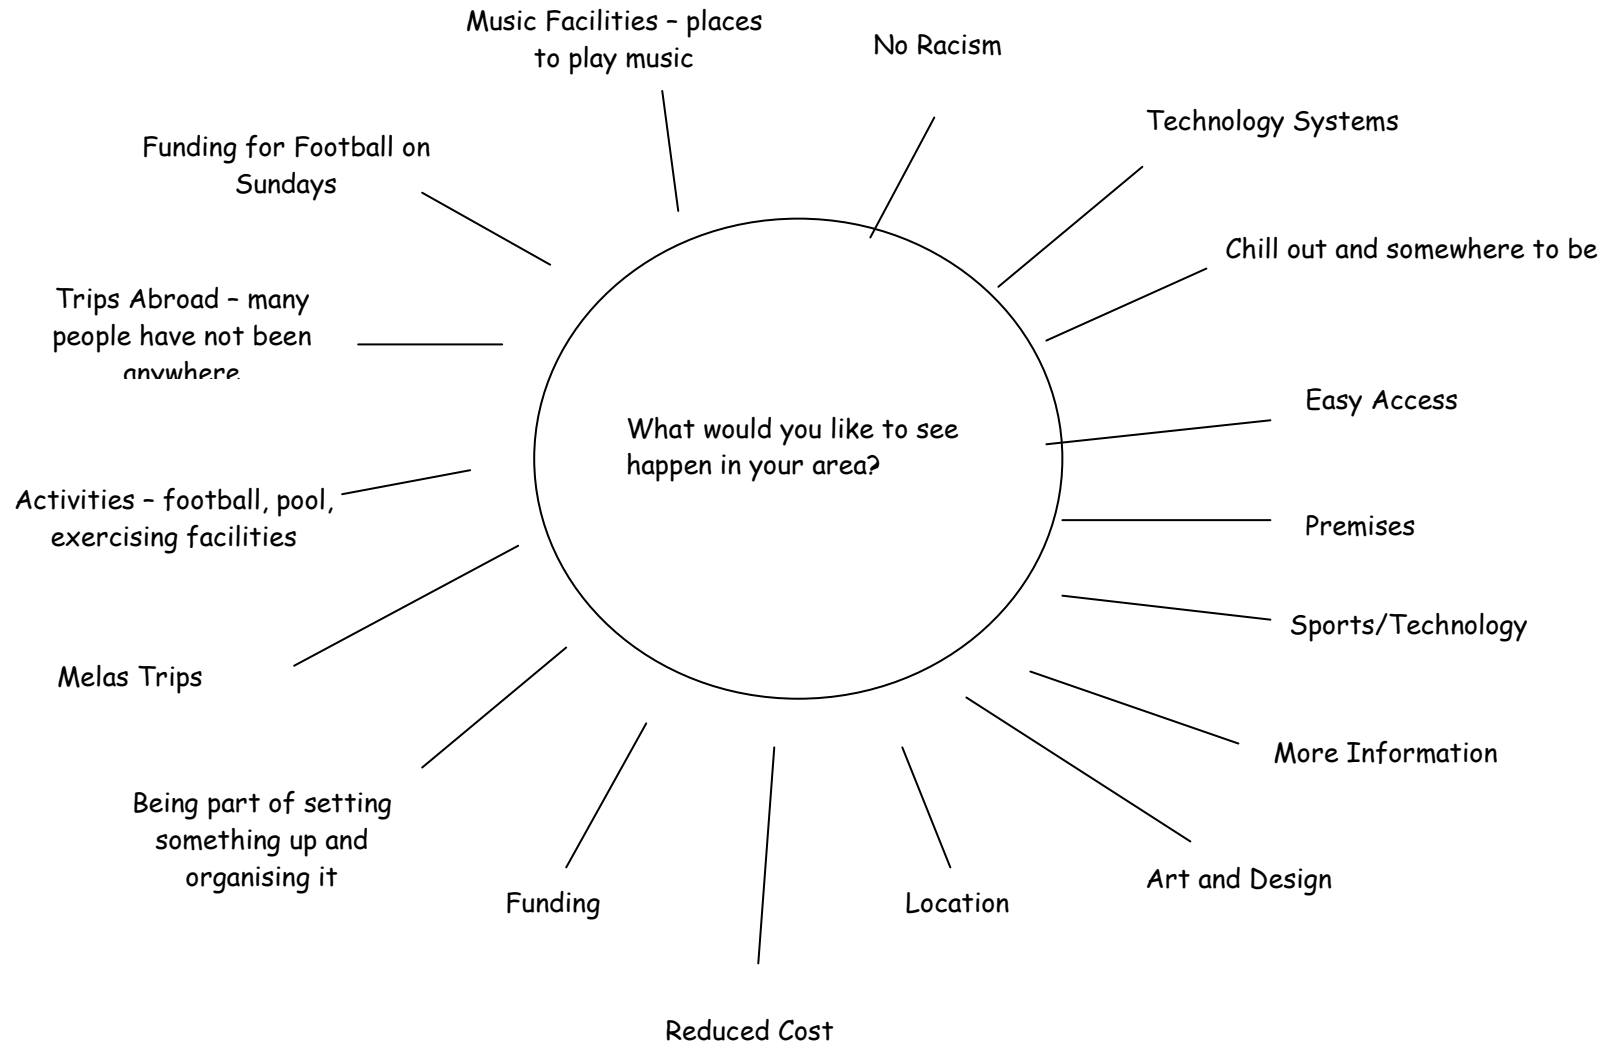 Music Facilities – places
to play music
No Racism
Technology Systems
Funding for Football on
Sundays
Chill out and somewhere to be
Trips Abroad – many
people have not been
anywhere
Easy Access
What would you like to see
happen in your area?
Activities – football, pool,
exercising facilities
Premises
Sports/Technology
Melas Trips
More Information
Being part of setting
something up and
organising it
Art and Design
Funding
Location
Reduced Cost